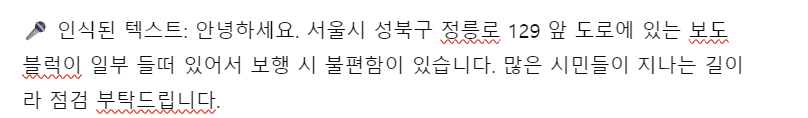 🎤 인식된 텍스트: 안녕하세요. 서울시 성북구 정릉로 129 앞 도로에 있는 보도
블럭이 일부 들떠 있어서 보행 시 불편함이 있습니다. 많은 시민들이 지나는 길이
라 점검 부탁드립니다.